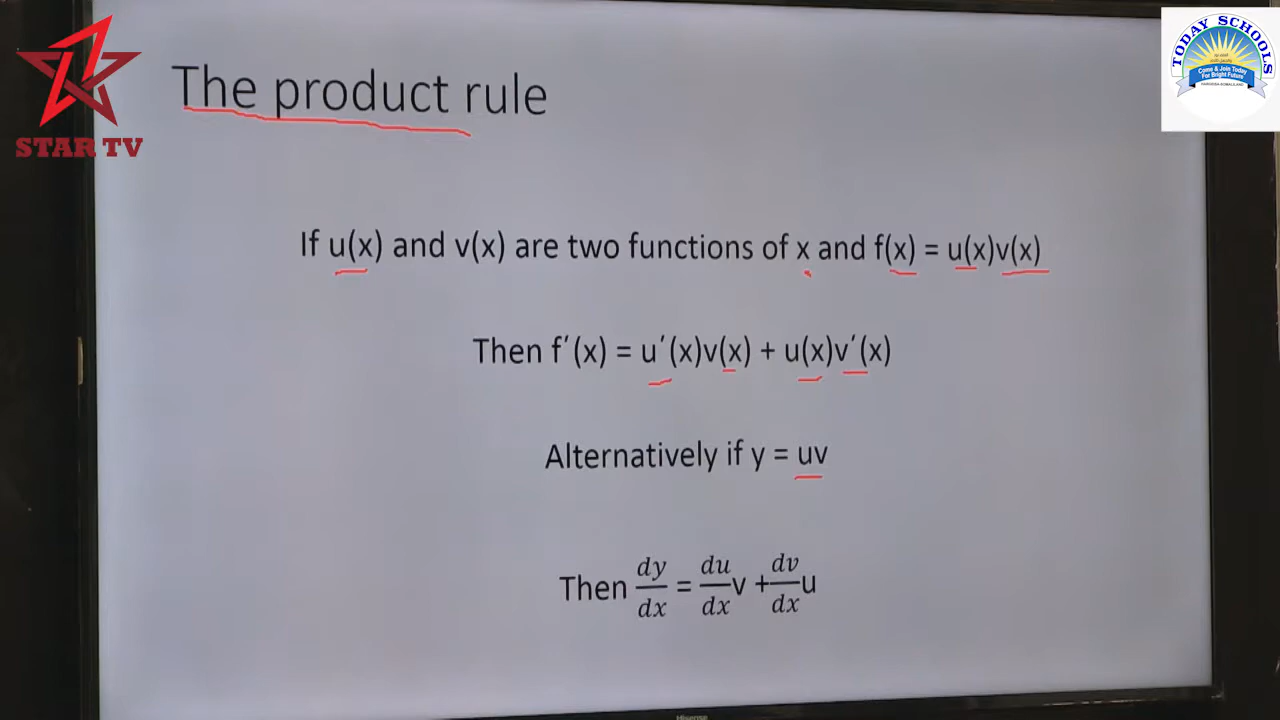 STAR TV
TODAY SCHOOLS
Come & Join Today
For Bright Future
The product rule
If u(x) and v(x) are two functions of x and f(x) = u(x)v(x)
Then f′(x) = u′(x)v(x) + u(x)v′(x)
Alternatively if y = uv
Then dy/dx = du/dx v + dv/dx u
Hisense